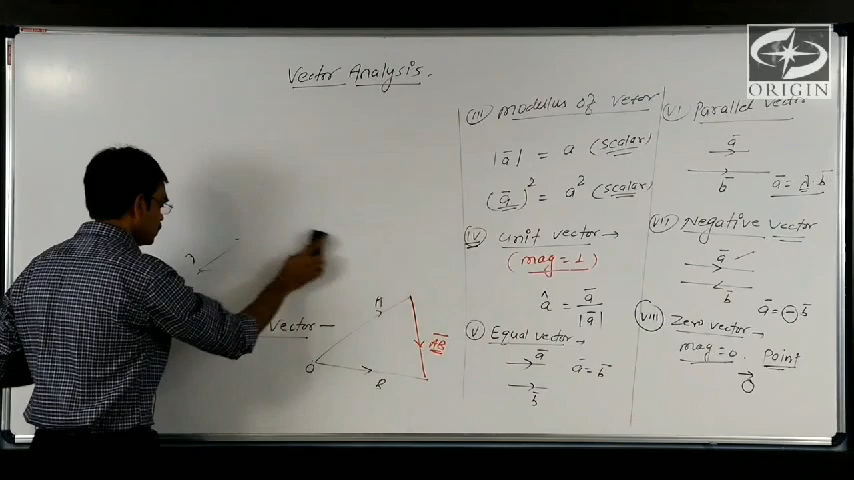 Vector Analysis.
vector –
A
O
B
AB
(III) modulus of vector
|ā| = a (scalar)
(ā)² = a² (scalar)
(IV) unit vector →
(mag = 1)
â = ā / |ā|
(V) Equal vector →
ā
ā = b̄
b̄
(VI) Parallel vector
ā
b̄
ā = λ · b̄
(VII) Negative vector
ā
b̄
ā = – b̄
(VIII) Zero vector →
mag = 0. Point
O
ORIGIN